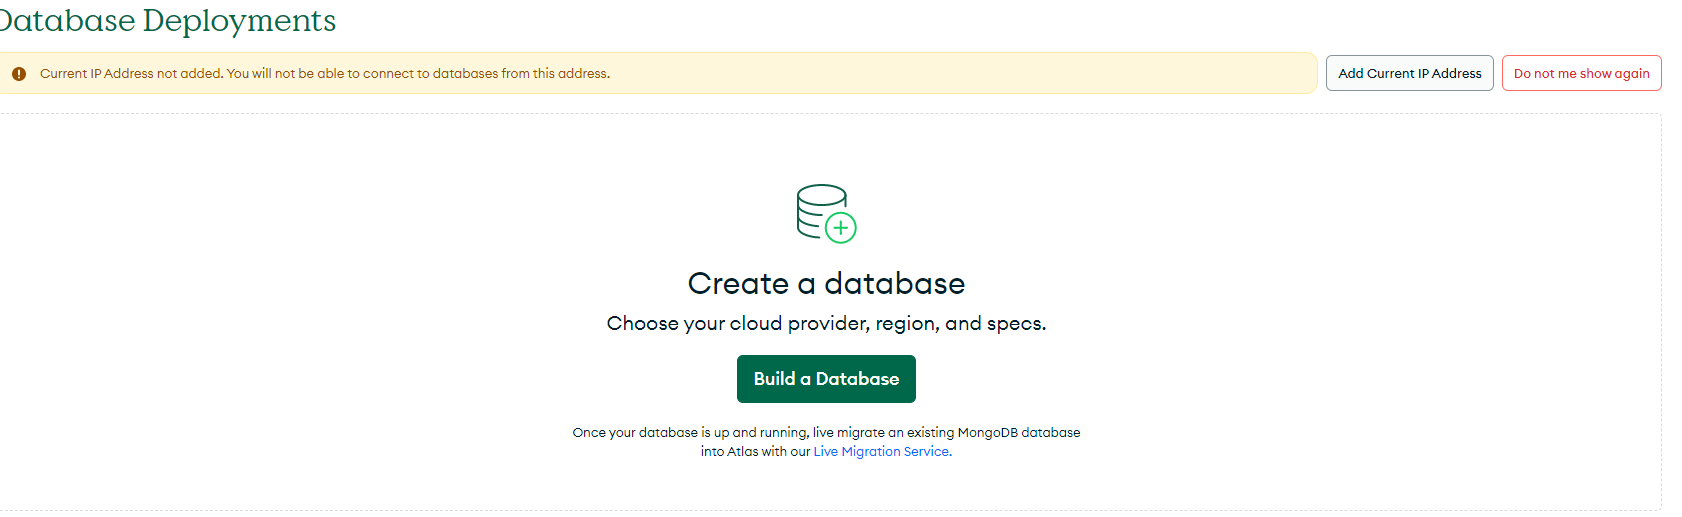 Database Deployments
Current IP Address not added. You will not be able to connect to databases from this address.
Add Current IP Address
Do not me show again
Create a database
Choose your cloud provider, region, and specs.
Build a Database
Once your database is up and running, live migrate an existing MongoDB database
into Atlas with our Live Migration Service.